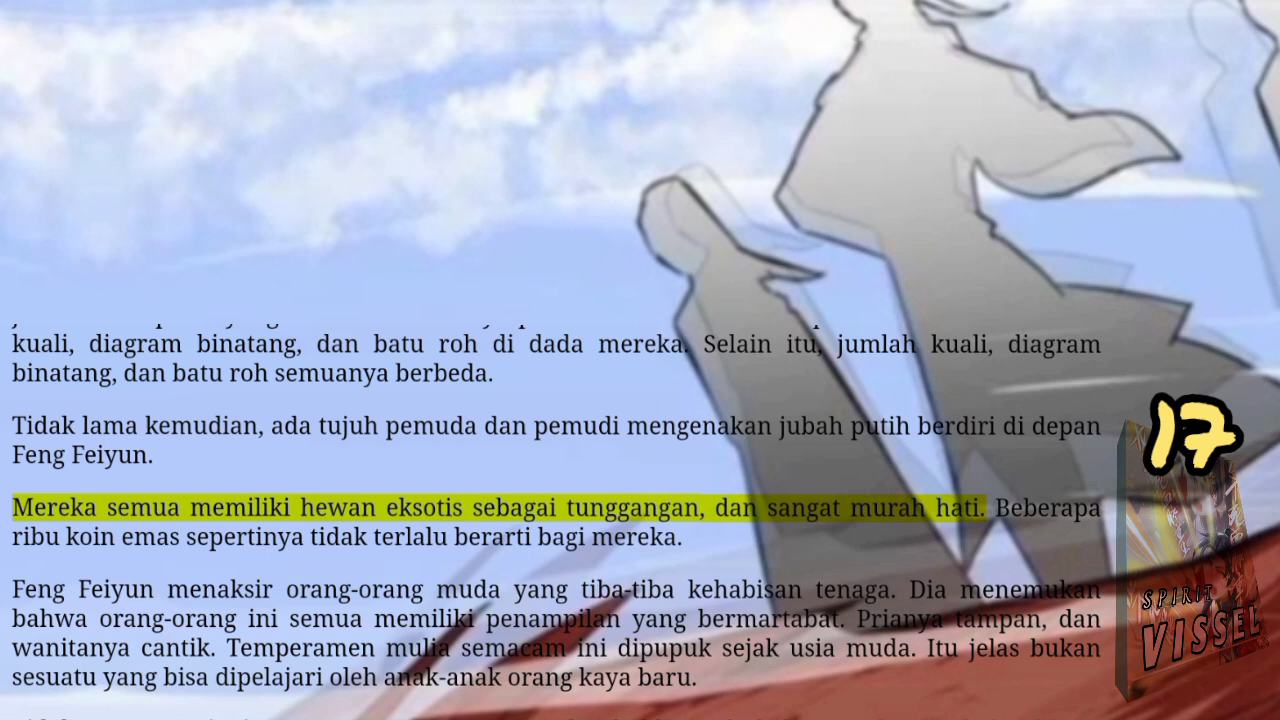 kuali, diagram binatang, dan batu roh di dada mereka. Selain itu, jumlah kuali, diagram
binatang, dan batu roh semuanya berbeda.
Tidak lama kemudian, ada tujuh pemuda dan pemudi mengenakan jubah putih berdiri di depan
Feng Feiyun.
Mereka semua memiliki hewan eksotis sebagai tunggangan, dan sangat murah hati. Beberapa
ribu koin emas sepertinya tidak terlalu berarti bagi mereka.
Feng Feiyun menaksir orang-orang muda yang tiba-tiba kehabisan tenaga. Dia menemukan
bahwa orang-orang ini semua memiliki penampilan yang bermartabat. Prianya tampan, dan
wanitanya cantik. Temperamen mulia semacam ini dipupuk sejak usia muda. Itu jelas bukan
sesuatu yang bisa dipelajari oleh anak-anak orang kaya baru.
17
SPIRIT
VISSEL